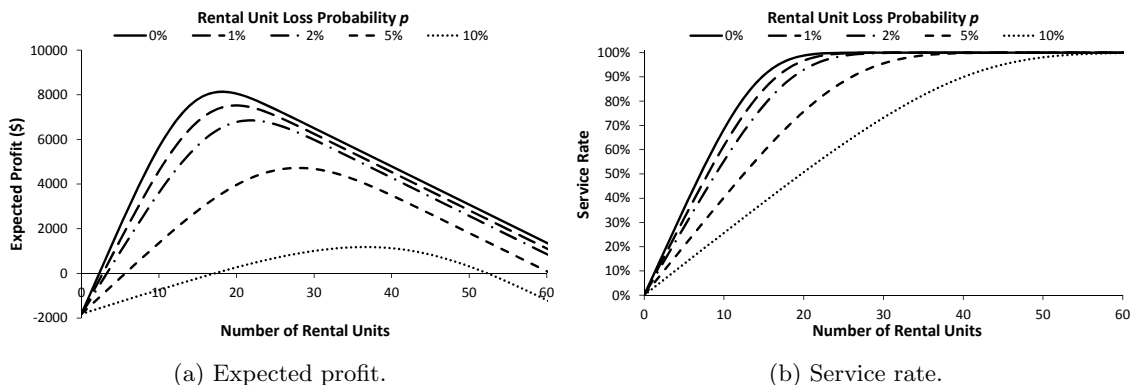 Rental Unit Loss Probability p
0% 1% 2% 5% 10%
10000
8000
6000
4000
2000
0
-2000
Expected Profit ($)
0 10 20 30 40 50 60
Number of Rental Units
(a) Expected profit.
Rental Unit Loss Probability p
0% 1% 2% 5% 10%
100%
90%
80%
70%
60%
50%
40%
30%
20%
10%
0%
Service Rate
0 10 20 30 40 50 60
Number of Rental Units
(b) Service rate.